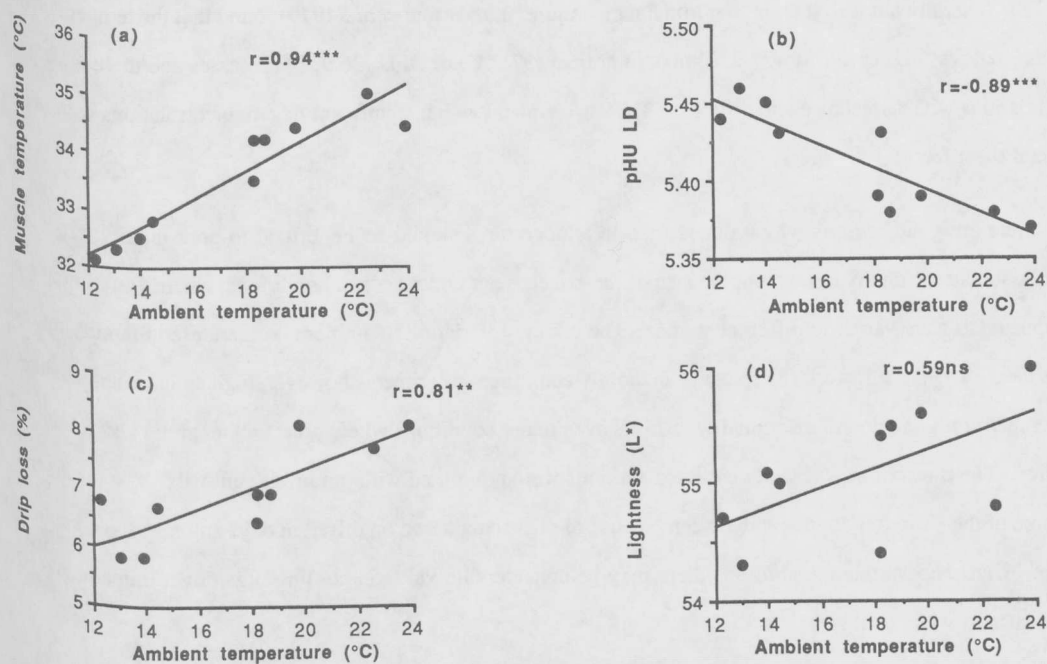 (a)
r=0.94***
Muscle temperature (°C)
36
35
34
33
32
12 14 16 18 20 22 24
Ambient temperature (°C)
(b)
r=-0.89***
pHU LD
5.50
5.45
5.40
5.35
12 14 16 18 20 22 24
Ambient temperature (°C)
(c)
r=0.81**
Drip loss (%)
9
8
7
6
5
12 14 16 18 20 22 24
Ambient temperature (°C)
(d)
r=0.59ns
Lightness (L*)
56
55
54
12 14 16 18 20 22 24
Ambient temperature (°C)